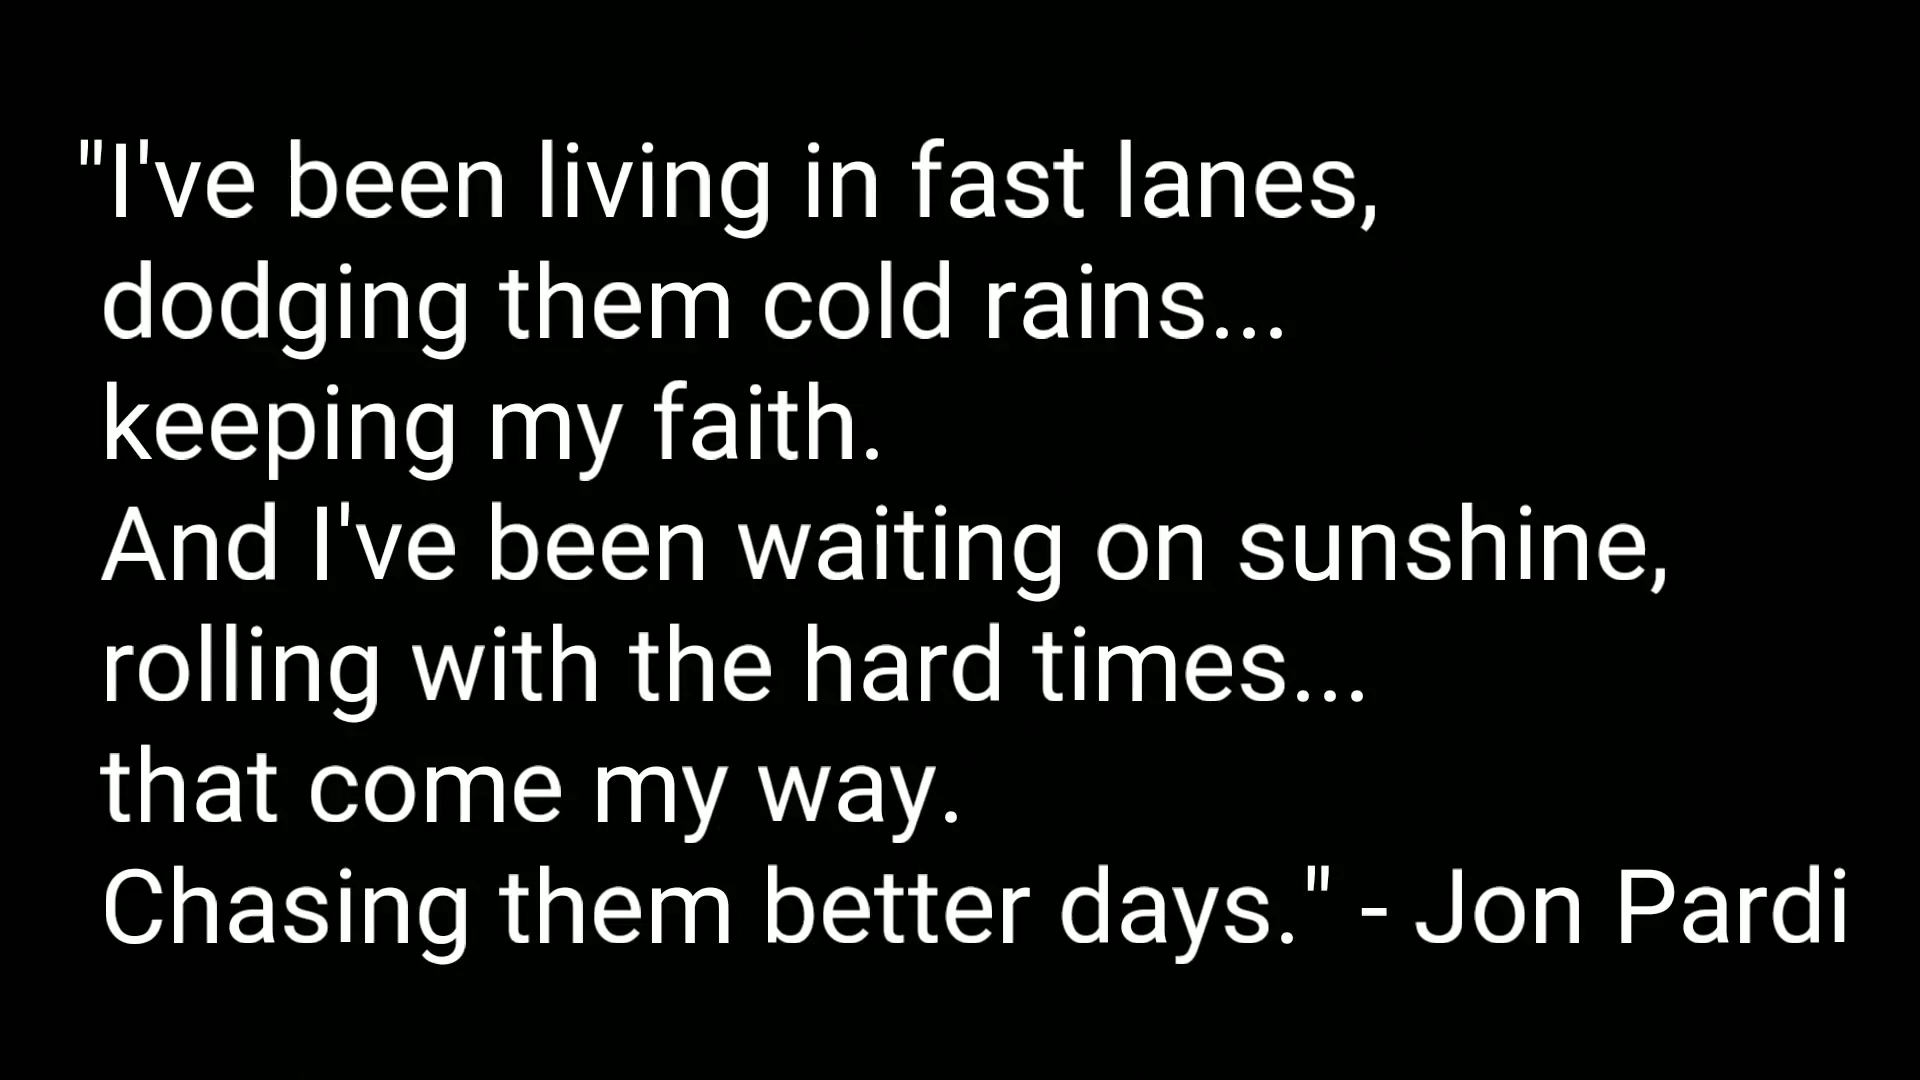 "I've been living in fast lanes,
dodging them cold rains...
keeping my faith.
And I've been waiting on sunshine,
rolling with the hard times...
that come my way.
Chasing them better days." - Jon Pardi